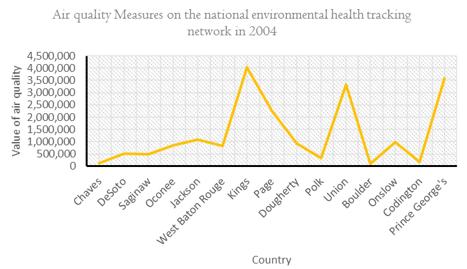 Air quality Measures on the national environmental health tracking
network in 2004
4,500,000
4,000,000
3,500,000
3,000,000
2,500,000
2,000,000
1,500,000
1,000,000
500,000
0
Value of air quality
Chaves
DeSoto
Saginaw
Oconee
Jackson
West Baton Rouge
Kings
Page
Dougherty
Polk
Union
Boulder
Onslow
Codington
Prince George's
Country